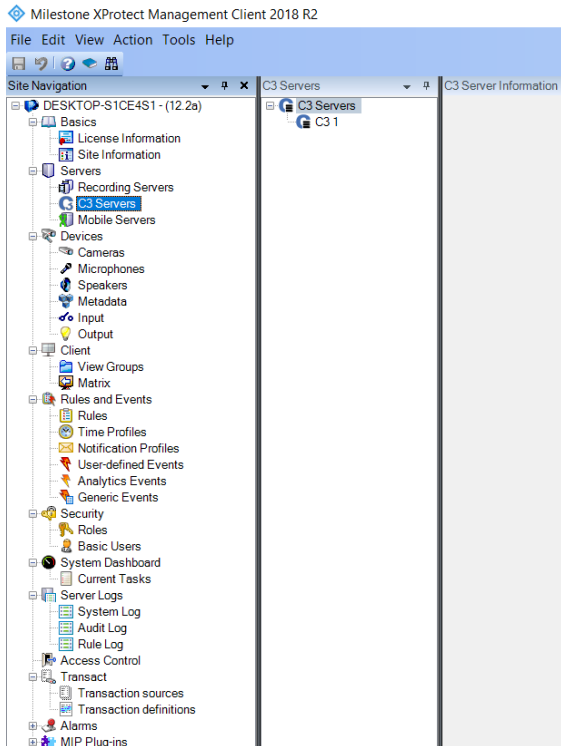 Milestone XProtect Management Client 2018 R2
File Edit View Action Tools Help
Site Navigation
DESKTOP-S1CE4S1 - (12.2a)
Basics
License Information
Site Information
Servers
Recording Servers
C3 Servers
Mobile Servers
Devices
Cameras
Microphones
Speakers
Metadata
Input
Output
Client
View Groups
Matrix
Rules and Events
Rules
Time Profiles
Notification Profiles
User-defined Events
Analytics Events
Generic Events
Security
Roles
Basic Users
System Dashboard
Current Tasks
Server Logs
System Log
Audit Log
Rule Log
Access Control
Transact
Transaction sources
Transaction definitions
Alarms
MIP Plug-ins
C3 Servers
C3 Servers
C3 1
C3 Server Information